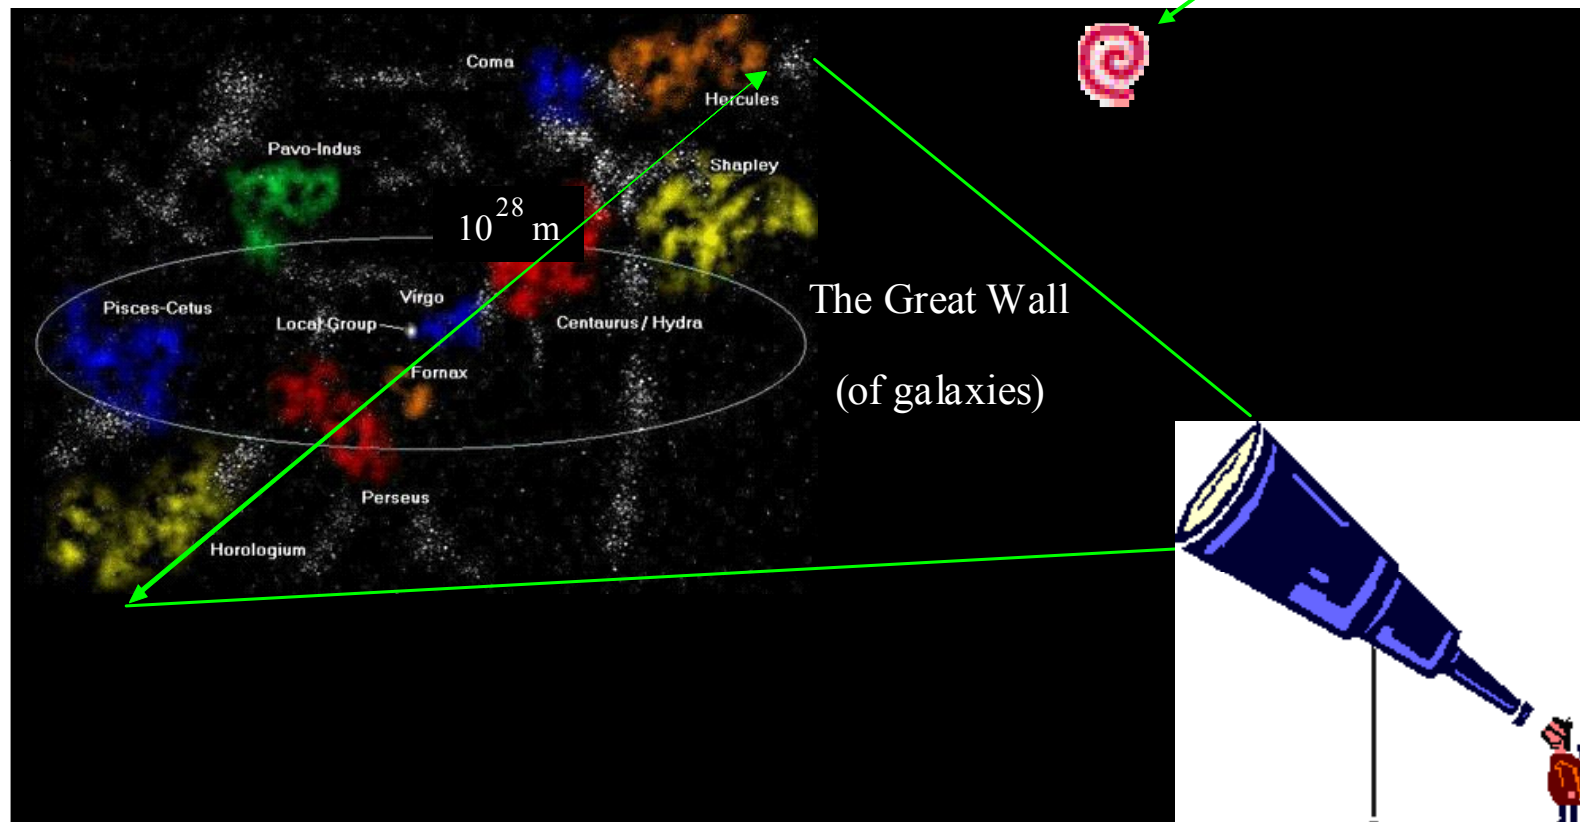 Coma
Hercules
Pavo-Indus
Shapley
10^28 m
Virgo
Pisces-Cetus
Local Group
Centaurus / Hydra
The Great Wall
(of galaxies)
Fornax
Perseus
Horologium